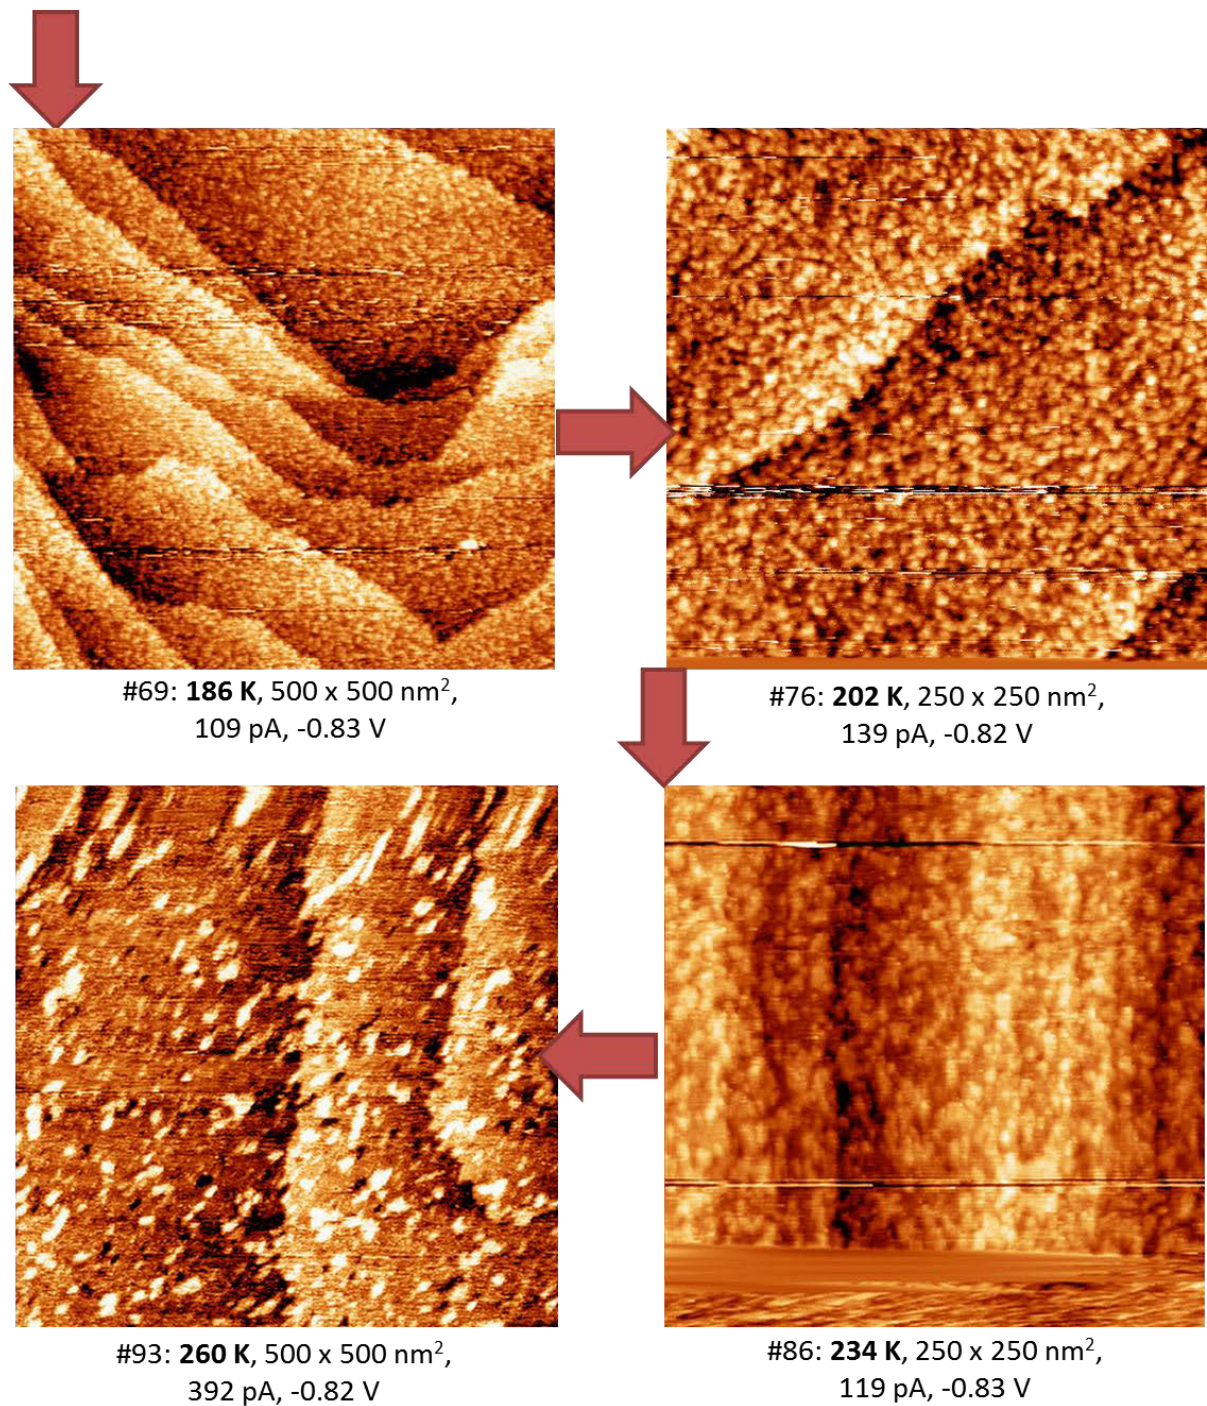 #69: 186 K, 500 x 500 nm², 
109 pA, -0.83 V
#76: 202 K, 250 x 250 nm²,
139 pA, -0.82 V
#93: 260 K, 500 x 500 nm²,
392 pA, -0.82 V
#86: 234 K, 250 x 250 nm²,
119 pA, -0.83 V